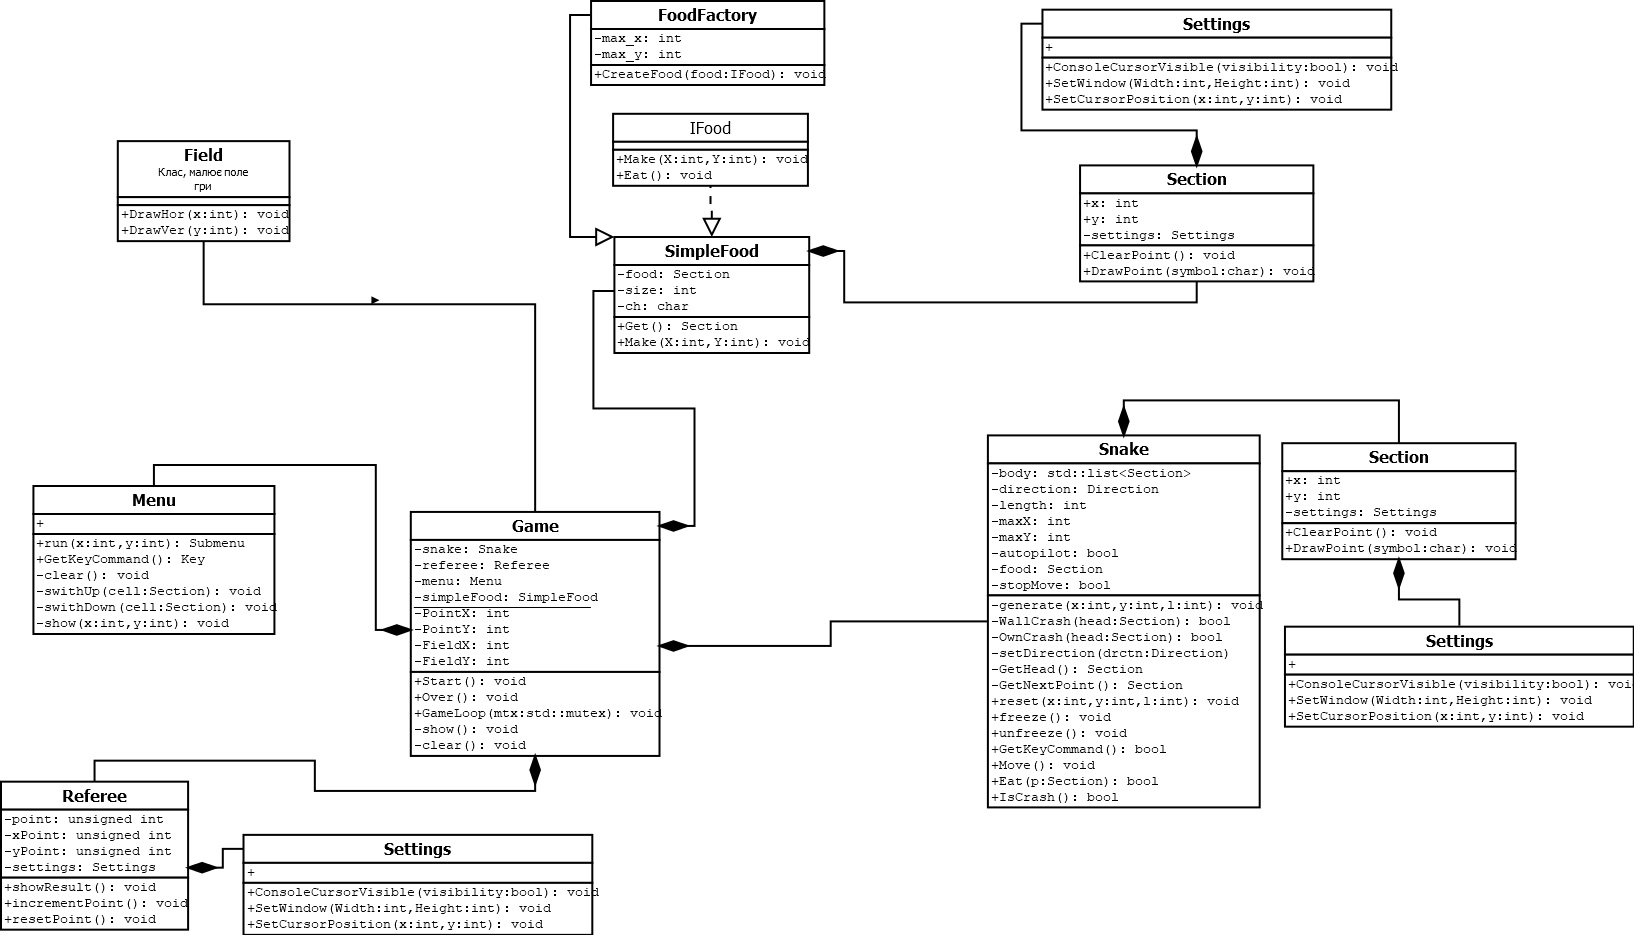 FoodFactory
-max_x: int
-max_y: int
+CreateFood(food:IFood): void
IFood
+Make(X:int,Y:int): void
+Eat(): void
Settings
+
+ConsoleCursorVisible(visibility:bool): void
+SetWindow(Width:int,Height:int): void
+SetCursorPosition(x:int,y:int): void
Field
Клас, малює поле
гри
+DrawHor(x:int): void
+DrawVer(y:int): void
Section
+x: int
+y: int
-settings: Settings
+ClearPoint(): void
+DrawPoint(symbol:char): void
SimpleFood
-food: Section
-size: int
-ch: char
+Get(): Section
+Make(X:int,Y:int): void
Menu
+
+run(x:int,y:int): Submenu
+GetKeyCommand(): Key
-clear(): void
-swithUp(cell:Section): void
-swithDown(cell:Section): void
-show(x:int,y:int): void
Game
-snake: Snake
-referee: Referee
-menu: Menu
-simpleFood: SimpleFood
-PointX: int
-PointY: int
-FieldX: int
-FieldY: int
+Start(): void
+Over(): void
+GameLoop(mtx:std::mutex): void
-show(): void
-clear(): void
Snake
-body: std::list<Section>
-direction: Direction
-length: int
-maxX: int
-maxY: int
-autopilot: bool
-food: Section
-stopMove: bool
-generate(x:int,y:int,l:int): void
-WallCrash(head:Section): bool
-OwnCrash(head:Section): bool
-setDirection(drctn:Direction)
-GetHead(): Section
-GetNextPoint(): Section
+reset(x:int,y:int,l:int): void
+freeze(): void
+unfreeze(): void
+GetKeyCommand(): bool
+Move(): void
+Eat(p:Section): bool
+IsCrash(): bool
Section
+x: int
+y: int
-settings: Settings
+ClearPoint(): void
+DrawPoint(symbol:char): void
Settings
+
+ConsoleCursorVisible(visibility:bool): void
+SetWindow(Width:int,Height:int): void
+SetCursorPosition(x:int,y:int): void
Referee
-point: unsigned int
-xPoint: unsigned int
-yPoint: unsigned int
-settings: Settings
+showResult(): void
+incrementPoint(): void
+resetPoint(): void
Settings
+
+ConsoleCursorVisible(visibility:bool): void
+SetWindow(Width:int,Height:int): void
+SetCursorPosition(x:int,y:int): void